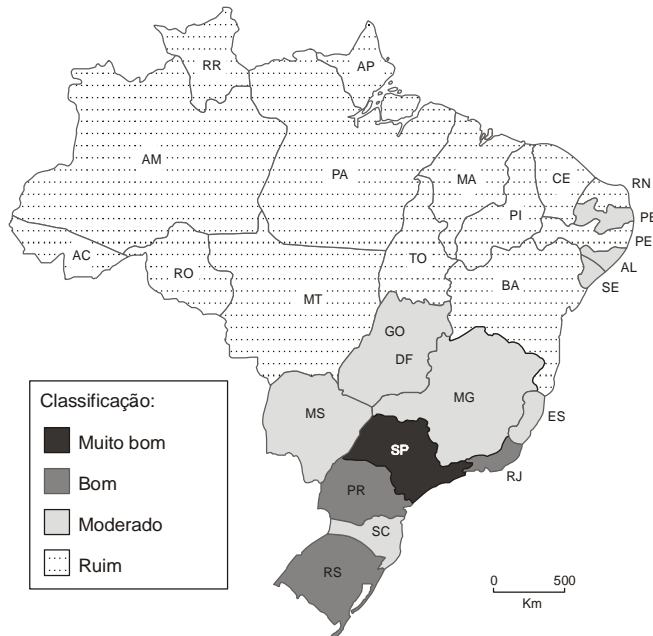 RR
AP
AM
PA
MA
CE
RN
PI
PE
AC
TO
AL
RO
BA
SE
MT
GO
DF
Classificação:
MS
MG
ES
Muito bom
SP
RJ
Bom
PR
Moderado
SC
Ruim
RS
0 500
Km